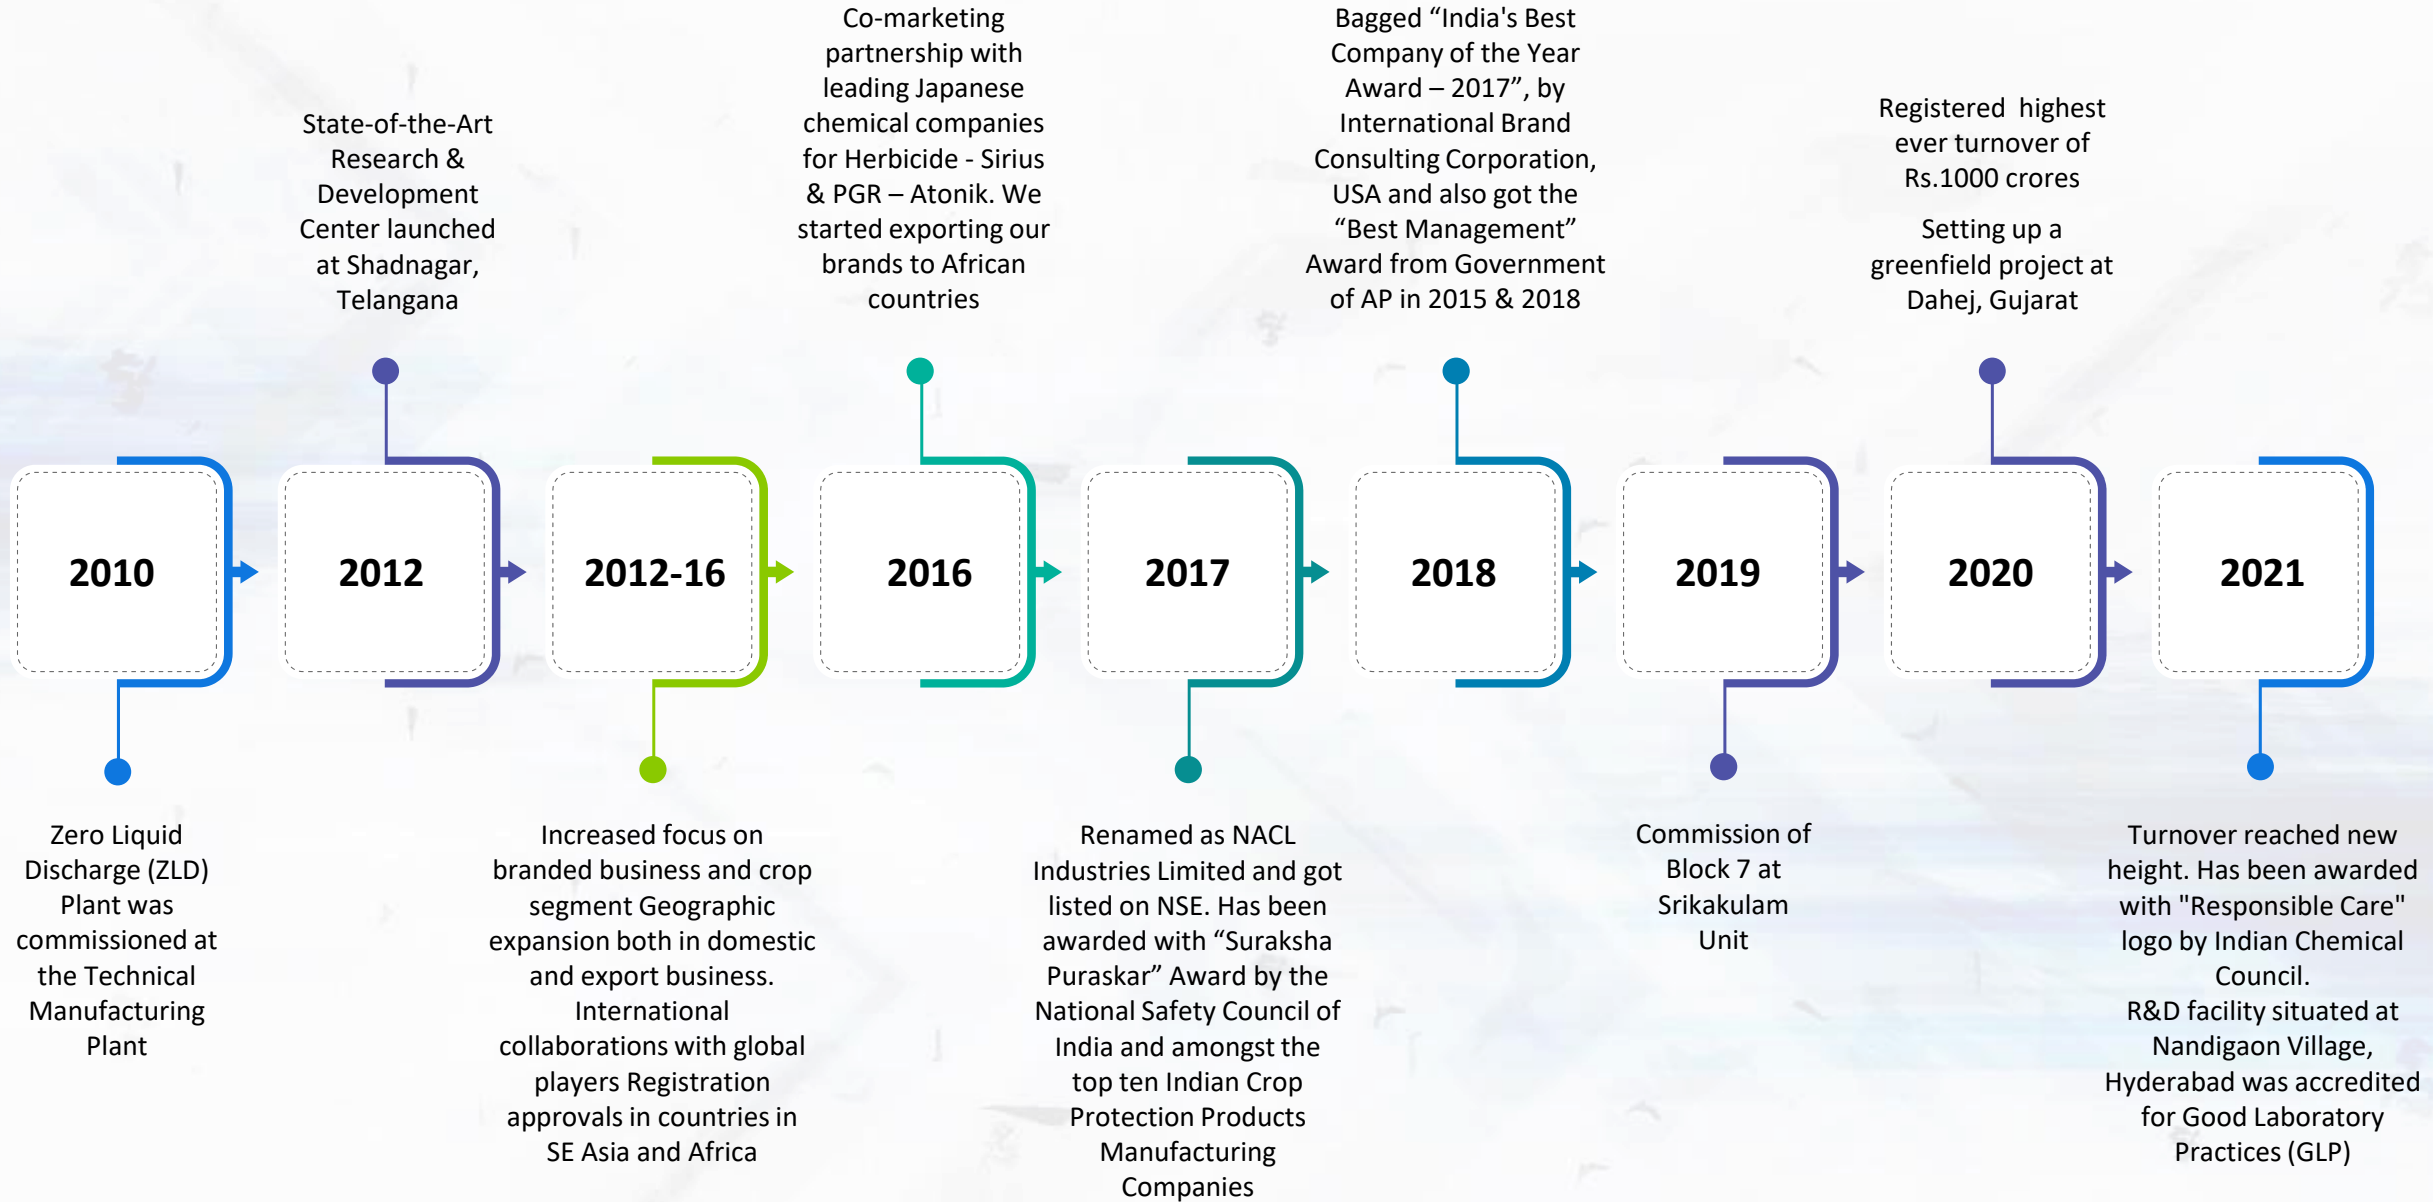 Co-marketing
partnership with
leading Japanese
chemical companies
for Herbicide - Sirius
& PGR – Atonik. We
started exporting our
brands to African
countries
Bagged “India's Best
Company of the Year
Award – 2017”, by
International Brand
Consulting Corporation,
USA and also got the
“Best Management”
Award from Government
of AP in 2015 & 2018
State-of-the-Art
Research &
Development
Center launched
at Shadnagar,
Telangana
Registered  highest
ever turnover of
Rs.1000 crores
Setting up a
greenfield project at
Dahej, Gujarat
2010
2012
2012-16
2016
2017
2018
2019
2020
2021
Zero Liquid
Discharge (ZLD)
Plant was
commissioned at
the Technical
Manufacturing
Plant
Increased focus on
branded business and crop
segment Geographic
expansion both in domestic
and export business.
International
collaborations with global
players Registration
approvals in countries in
SE Asia and Africa
Renamed as NACL
Industries Limited and got
listed on NSE. Has been
awarded with “Suraksha
Puraskar” Award by the
National Safety Council of
India and amongst the
top ten Indian Crop
Protection Products
Manufacturing
Companies
Commission of
Block 7 at
Srikakulam
Unit
Turnover reached new
height. Has been awarded
with "Responsible Care"
logo by Indian Chemical
Council.
R&D facility situated at
Nandigaon Village,
Hyderabad was accredited
for Good Laboratory
Practices (GLP)